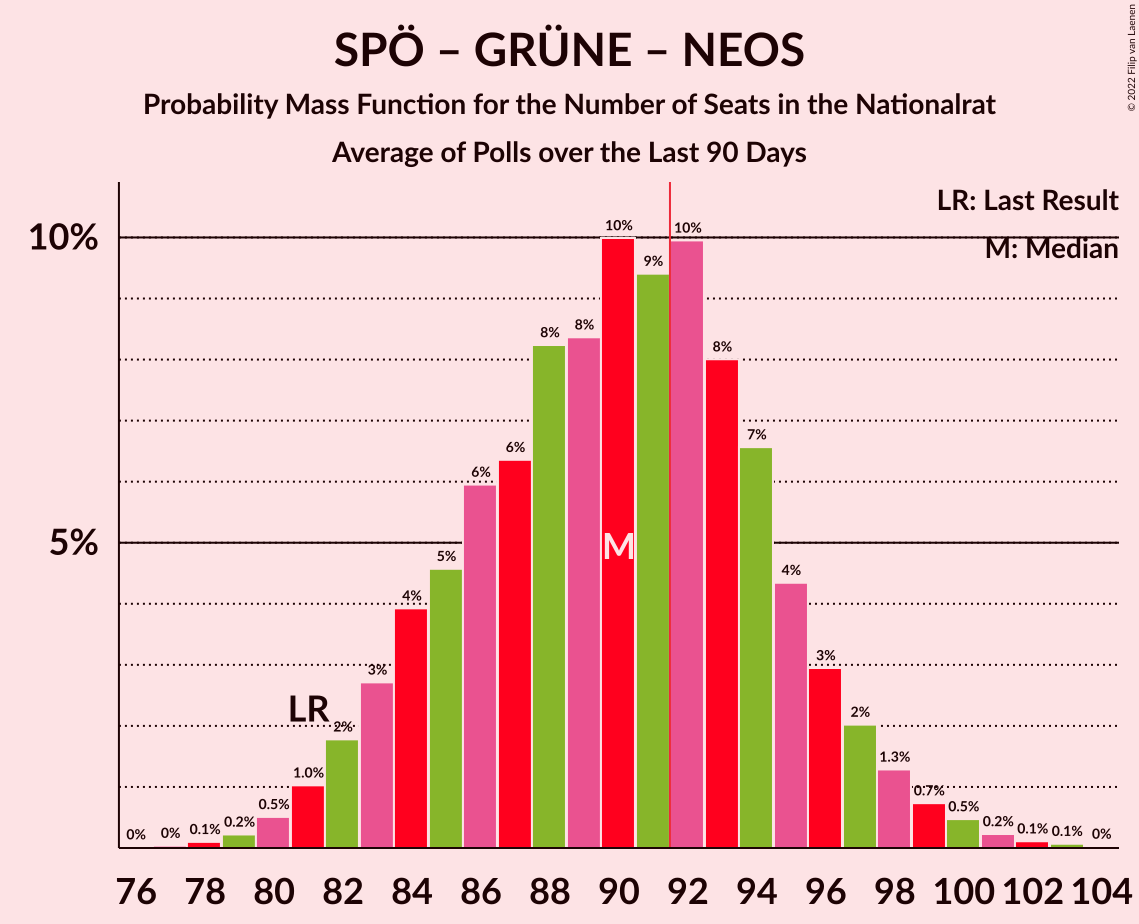 SPÖ – GRÜNE – NEOS
Probability Mass Function for the Number of Seats in the Nationalrat
Average of Polls over the Last 90 Days
© 2022 Filip van Laenen
LR: Last Result
M: Median
10%
5%
0% 0% 0.1% 0.2% 0.5% 1.0% 2% 3% 4% 5% 6% 6% 8% 8% 10% 9% 10% 8% 7% 4% 3% 2% 1.3% 0.7% 0.5% 0.2% 0.1% 0.1% 0%
LR
M
76 78 80 82 84 86 88 90 92 94 96 98 100 102 104